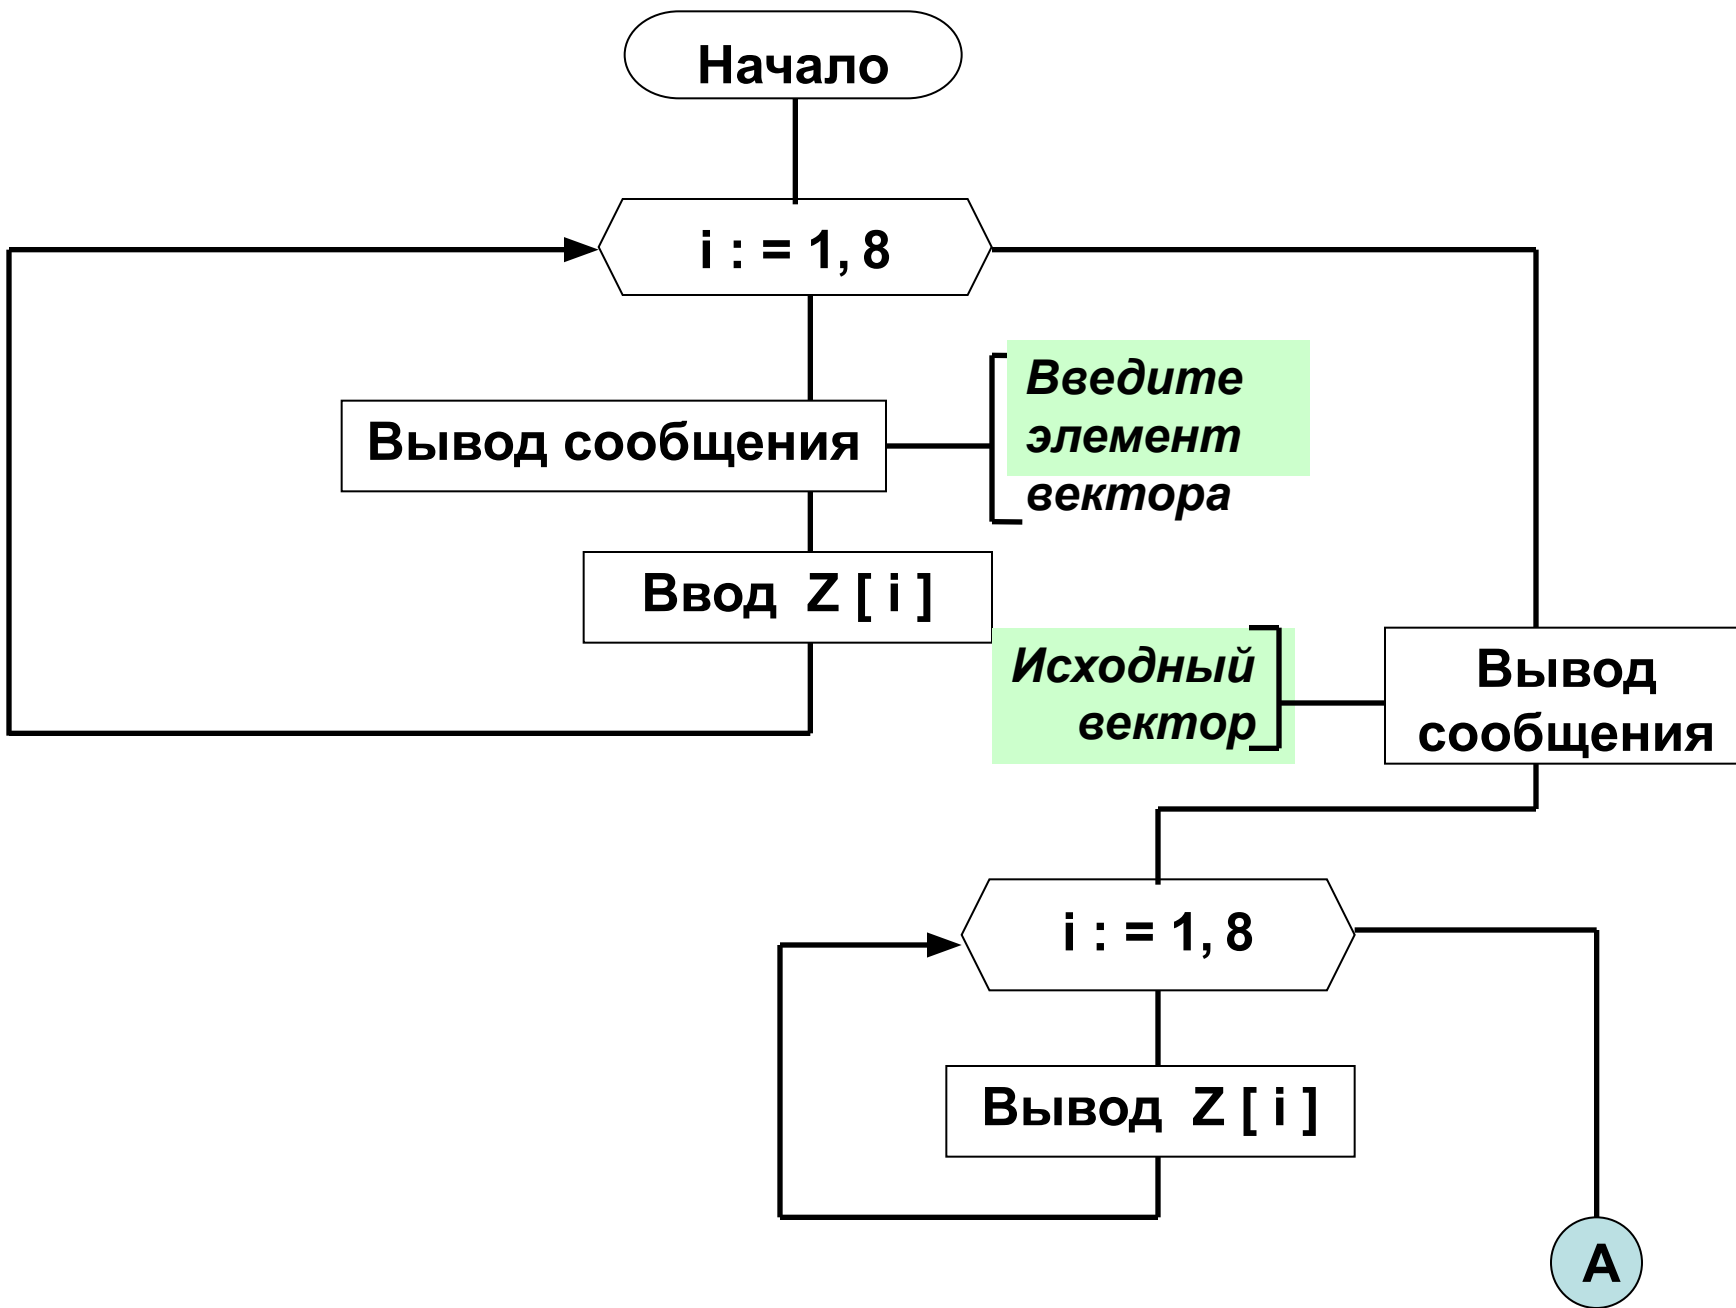 Начало
i : = 1, 8
Введите
элемент
вектора
Вывод сообщения
Ввод Z [ i ]
Исходный
вектор
Вывод
сообщения
i : = 1, 8
Вывод Z [ i ]
А